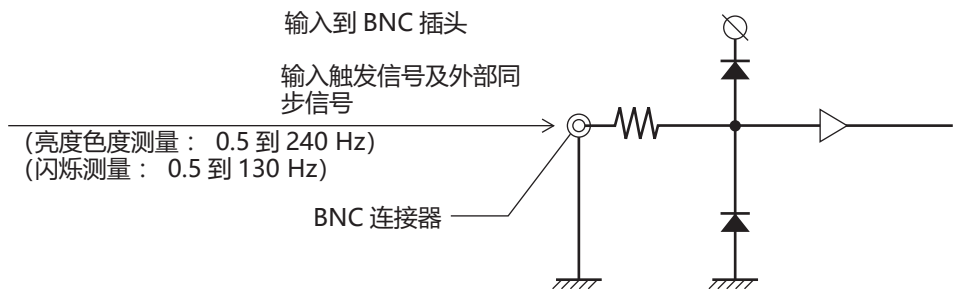 输入到 BNC 插头
输入触发信号及外部同
步信号
(亮度色度测量： 0.5 到 240 Hz)
(闪烁测量： 0.5 到 130 Hz)
BNC 连接器